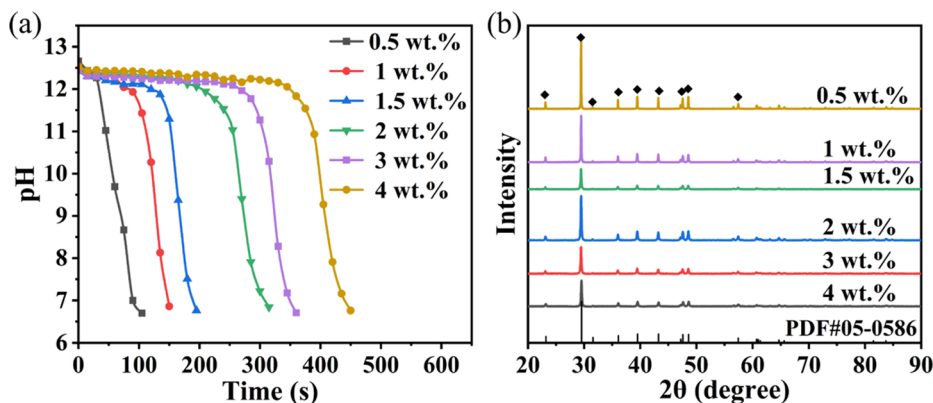 (a)
13
12
11
10
9
8
7
6
pH
0 100 200 300 400 500 600
Time (s)
0.5 wt.%
1 wt.%
1.5 wt.%
2 wt.%
3 wt.%
4 wt.%
(b)
Intensity
0.5 wt.%
1 wt.%
1.5 wt.%
2 wt.%
3 wt.%
4 wt.%
PDF#05-0586
20 30 40 50 60 70 80 90
2θ (degree)